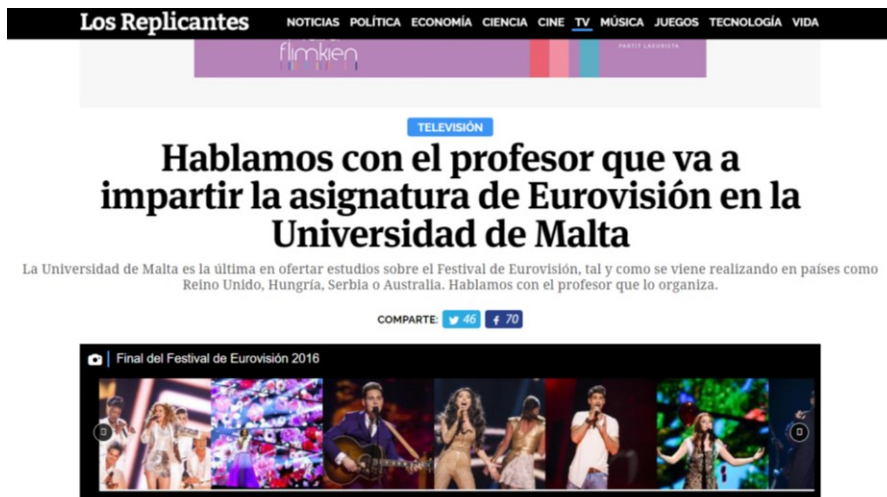 Los Replicantes
NOTICIAS POLÍTICA ECONOMÍA CIENCIA CINE TV MÚSICA JUEGOS TECNOLOGÍA VIDA
flimkien
PARTIT LABURISTA
TELEVISIÓN
Hablamos con el profesor que va a
impartir la asignatura de Eurovisión en la
Universidad de Malta
La Universidad de Malta es la última en ofertar estudios sobre el Festival de Eurovisión, tal y como se viene realizando en países como
Reino Unido, Hungría, Serbia o Australia. Hablamos con el profesor que lo organiza.
COMPARTE: 46 70
Final del Festival de Eurovisión 2016